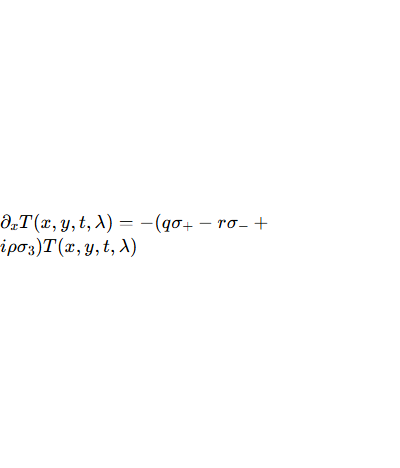 ∂ₓT(x, y, t, λ) = −(qσ₊ − rσ₋ +
iρσ₃)T(x, y, t, λ)